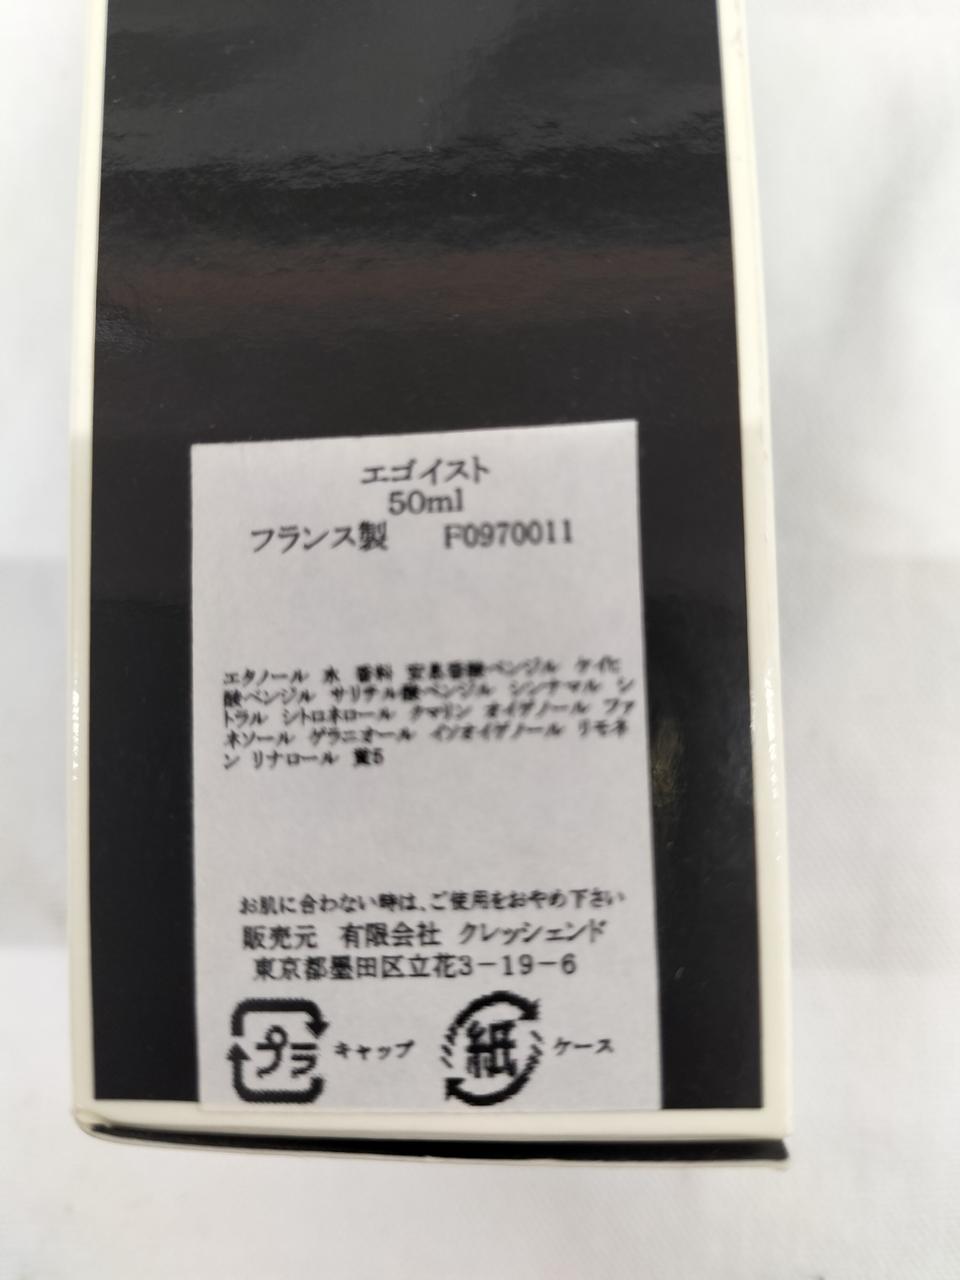 エゴイスト
50ml
フランス製 F0970011
エタノール 水 香料 安息香酸ベンジル ケイヒ
酸ベンジル サリチル酸ベンジル シンナマル シ
トラル シトロネロール クマリン オイゲノール ファ
ルネソール ゲラニオール イソオイゲノール リモネ
ン リナロール 黄5
お肌に合わない時は、ご使用をおやめ下さい
販売元 有限会社 クレッシェンド
東京都墨田区立花3-19-6
プラ キャップ 紙 ケース